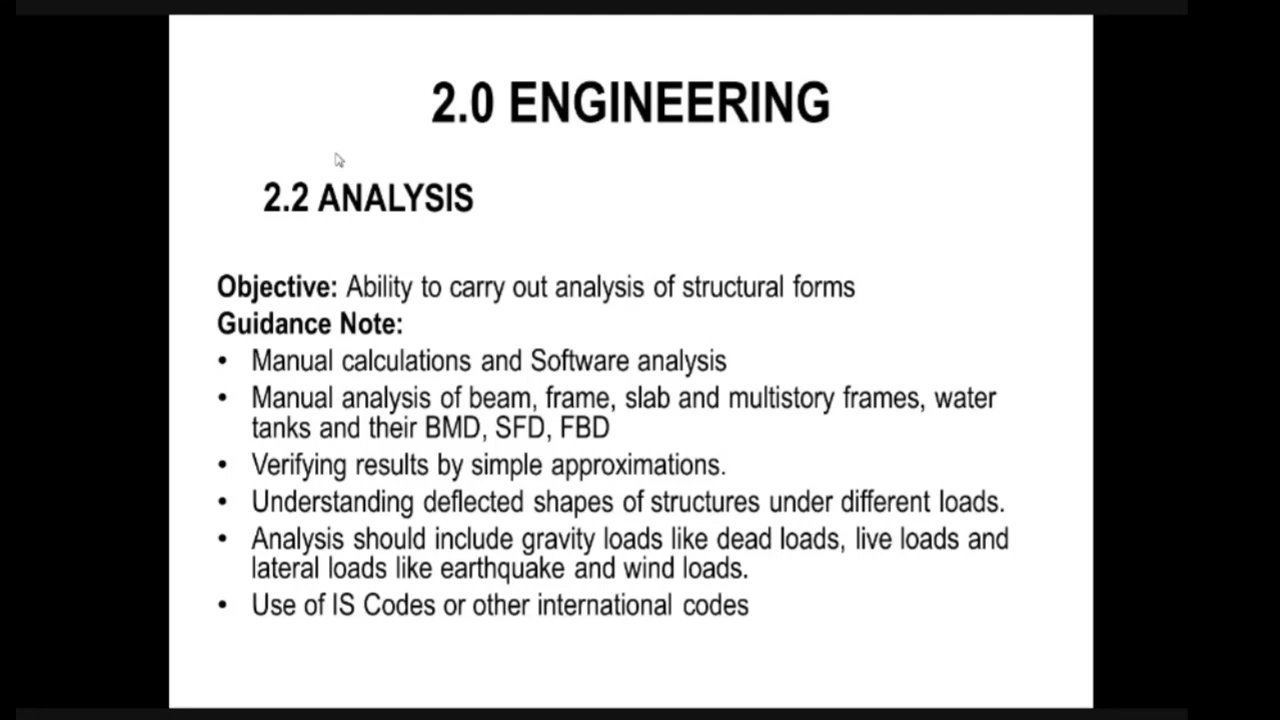 2.0 ENGINEERING
2.2 ANALYSIS
Objective: Ability to carry out analysis of structural forms
Guidance Note:
• Manual calculations and Software analysis
• Manual analysis of beam, frame, slab and multistory frames, water
tanks and their BMD, SFD, FBD
• Verifying results by simple approximations.
• Understanding deflected shapes of structures under different loads.
• Analysis should include gravity loads like dead loads, live loads and
lateral loads like earthquake and wind loads.
• Use of IS Codes or other international codes